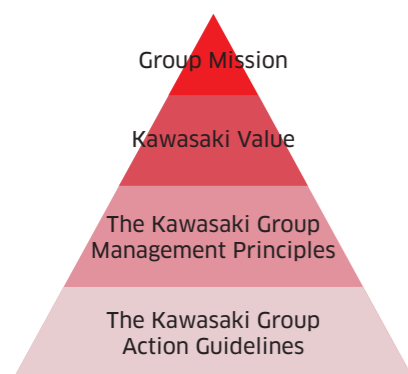 Group Mission
Kawasaki Value
The Kawasaki Group
Management Principles
The Kawasaki Group
Action Guidelines